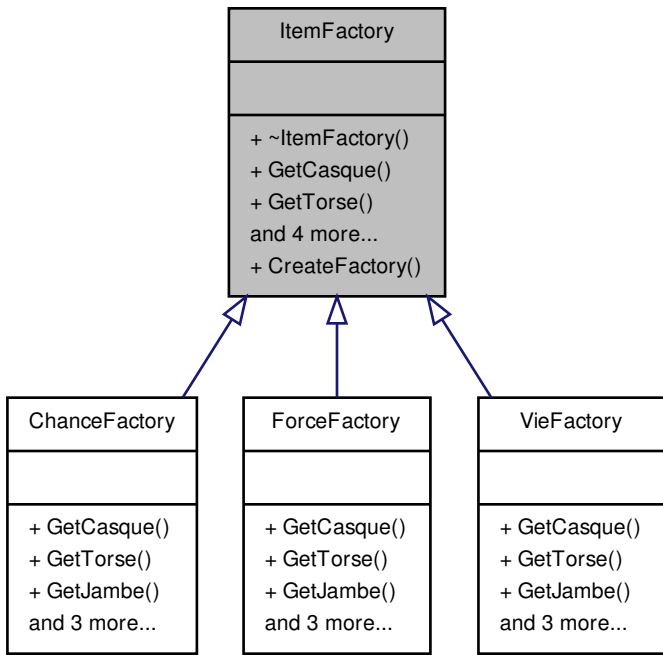 ItemFactory
+ ~ItemFactory()
+ GetCasque()
+ GetTorse()
and 4 more...
+ CreateFactory()
ChanceFactory
+ GetCasque()
+ GetTorse()
+ GetJambe()
and 3 more...
ForceFactory
+ GetCasque()
+ GetTorse()
+ GetJambe()
and 3 more...
VieFactory
+ GetCasque()
+ GetTorse()
+ GetJambe()
and 3 more...